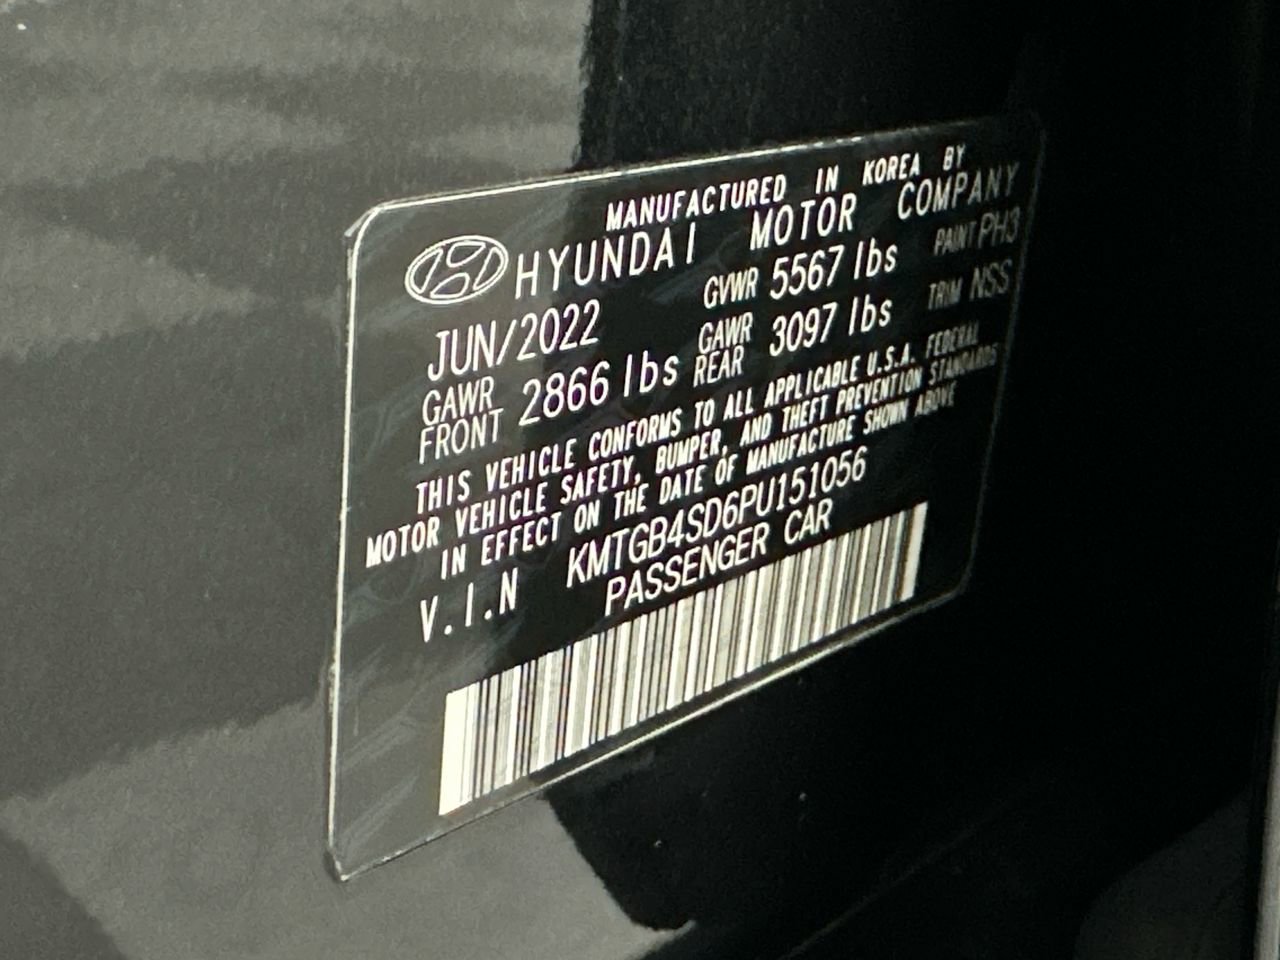 MANUFACTURED IN KOREA BY
HYUNDAI MOTOR COMPANY
JUN/2022 GVWR 5567 lbs PAINT PH3
GAWR FRONT 2866 lbs GAWR REAR 3097 lbs TRIM NSS
THIS VEHICLE CONFORMS TO ALL APPLICABLE U.S.A. FEDERAL
MOTOR VEHICLE SAFETY, BUMPER, AND THEFT PREVENTION STANDARDS
IN EFFECT ON THE DATE OF MANUFACTURE SHOWN ABOVE
V.I.N KMTGB4SD6PU151056
PASSENGER CAR